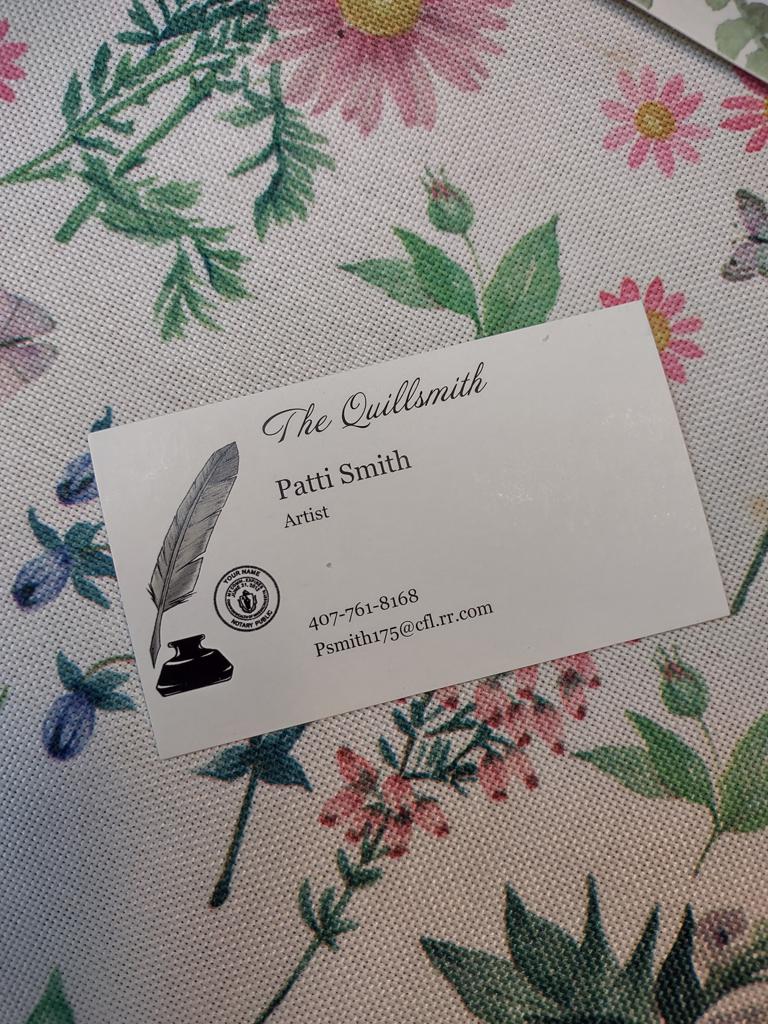 The Quillsmith
Patti Smith
Artist
YOUR NAME
NOTARY PUBLIC
407-761-8168
Psmith175@cfl.rr.com